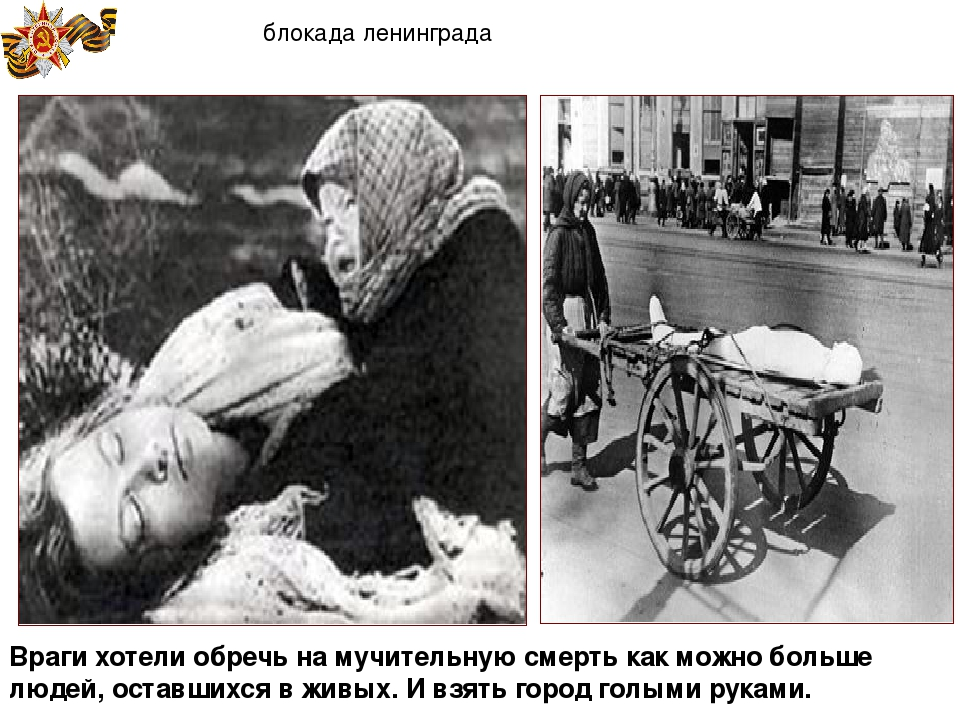 блокада ленинграда
Враги хотели обречь на мучительную смерть как можно больше
людей, оставшихся в живых. И взять город голыми руками.